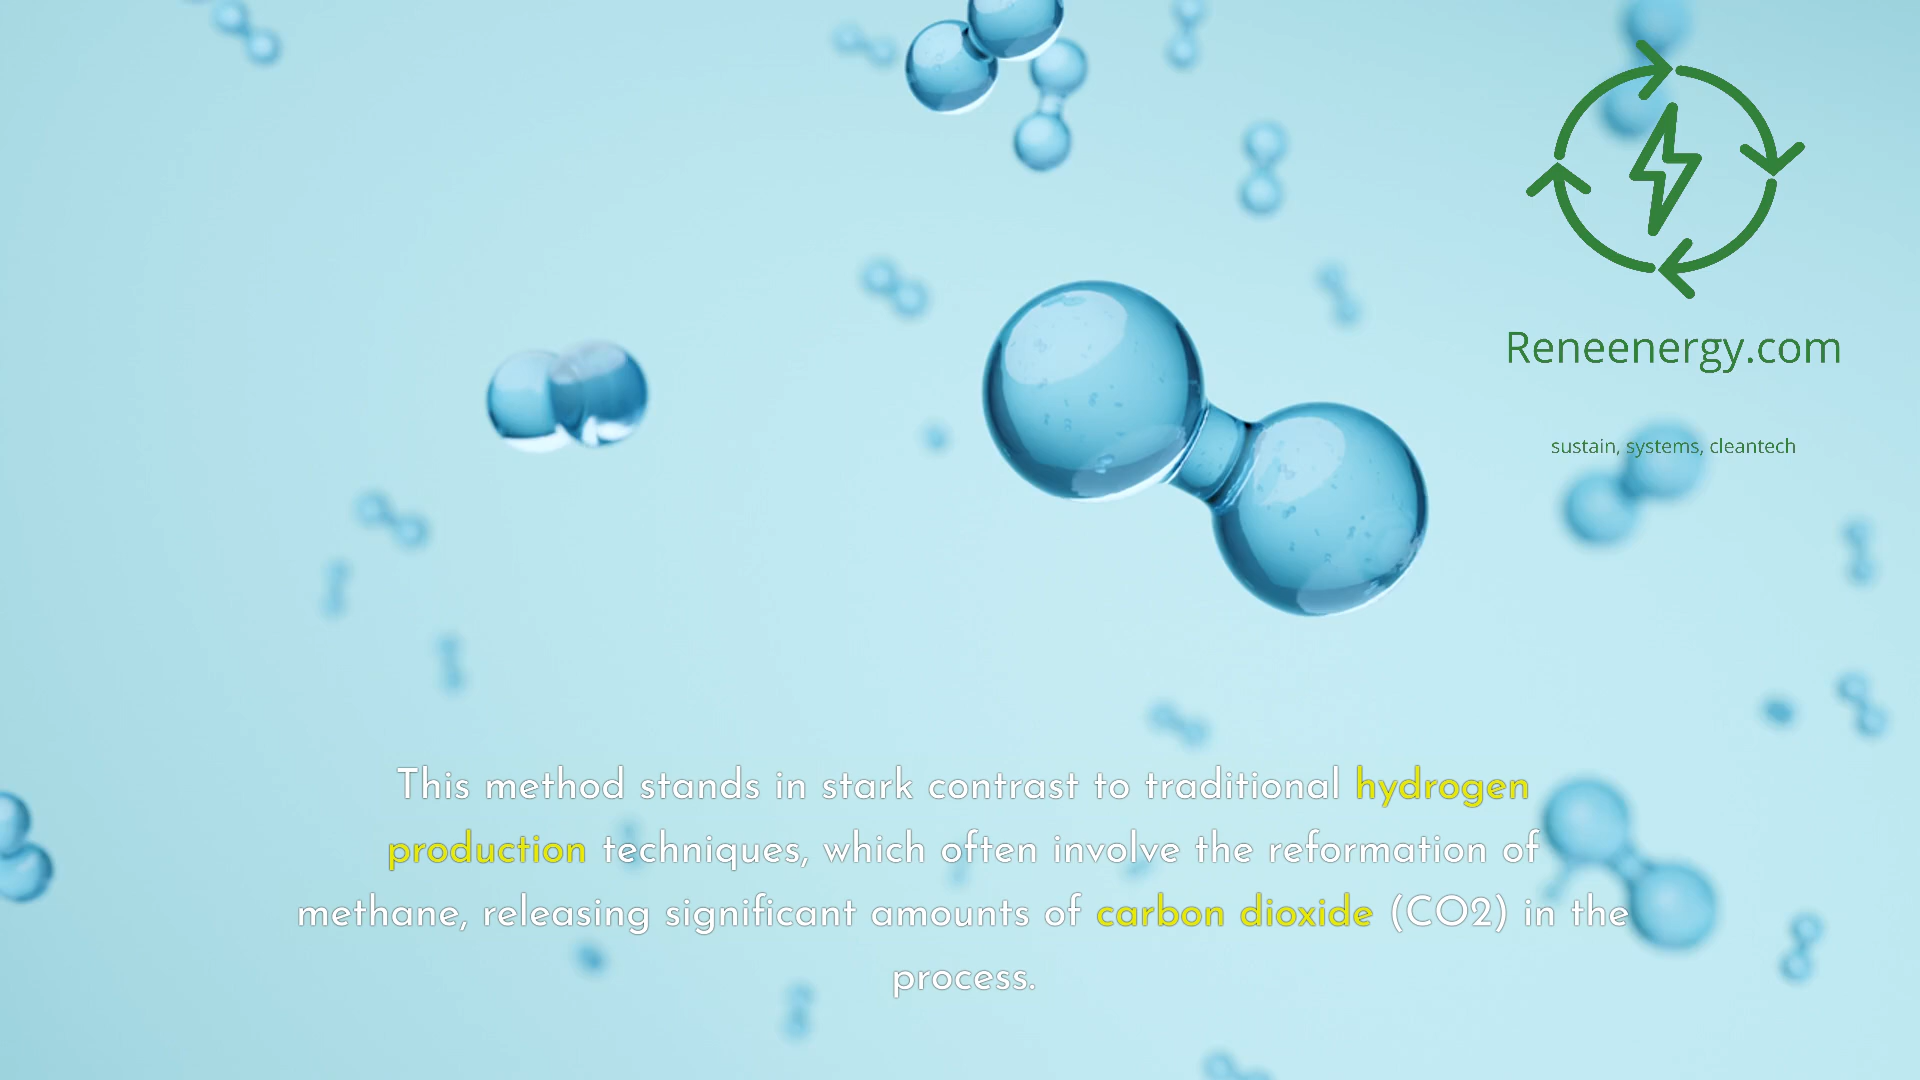 Reneenergy.com
sustain, systems, cleantech
This method stands in stark contrast to traditional hydrogen
production techniques, which often involve the reformation of
methane, releasing significant amounts of carbon dioxide (CO2) in the
process.